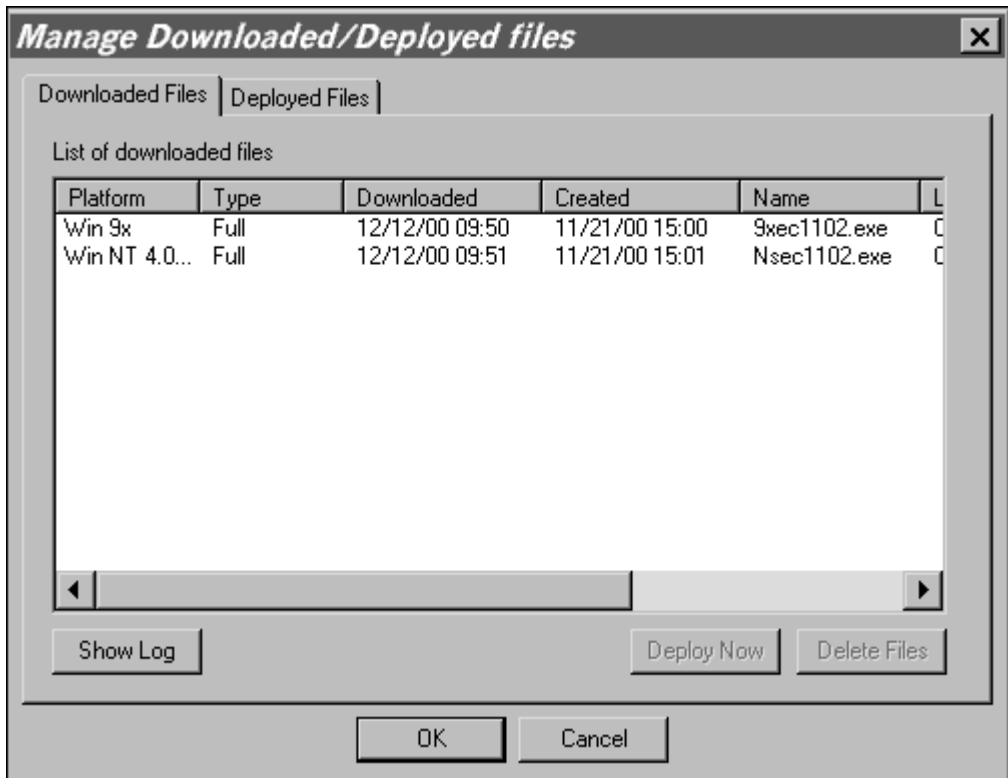 Manage Downloaded/Deployed files
Downloaded Files Deployed Files
List of downloaded files
Platform Type Downloaded Created Name L
Win 9x Full 12/12/00 09:50 11/21/00 15:00 9xec1102.exe
Win NT 4.0... Full 12/12/00 09:51 11/21/00 15:01 Nsec1102.exe
Show Log Deploy Now Delete Files
OK Cancel